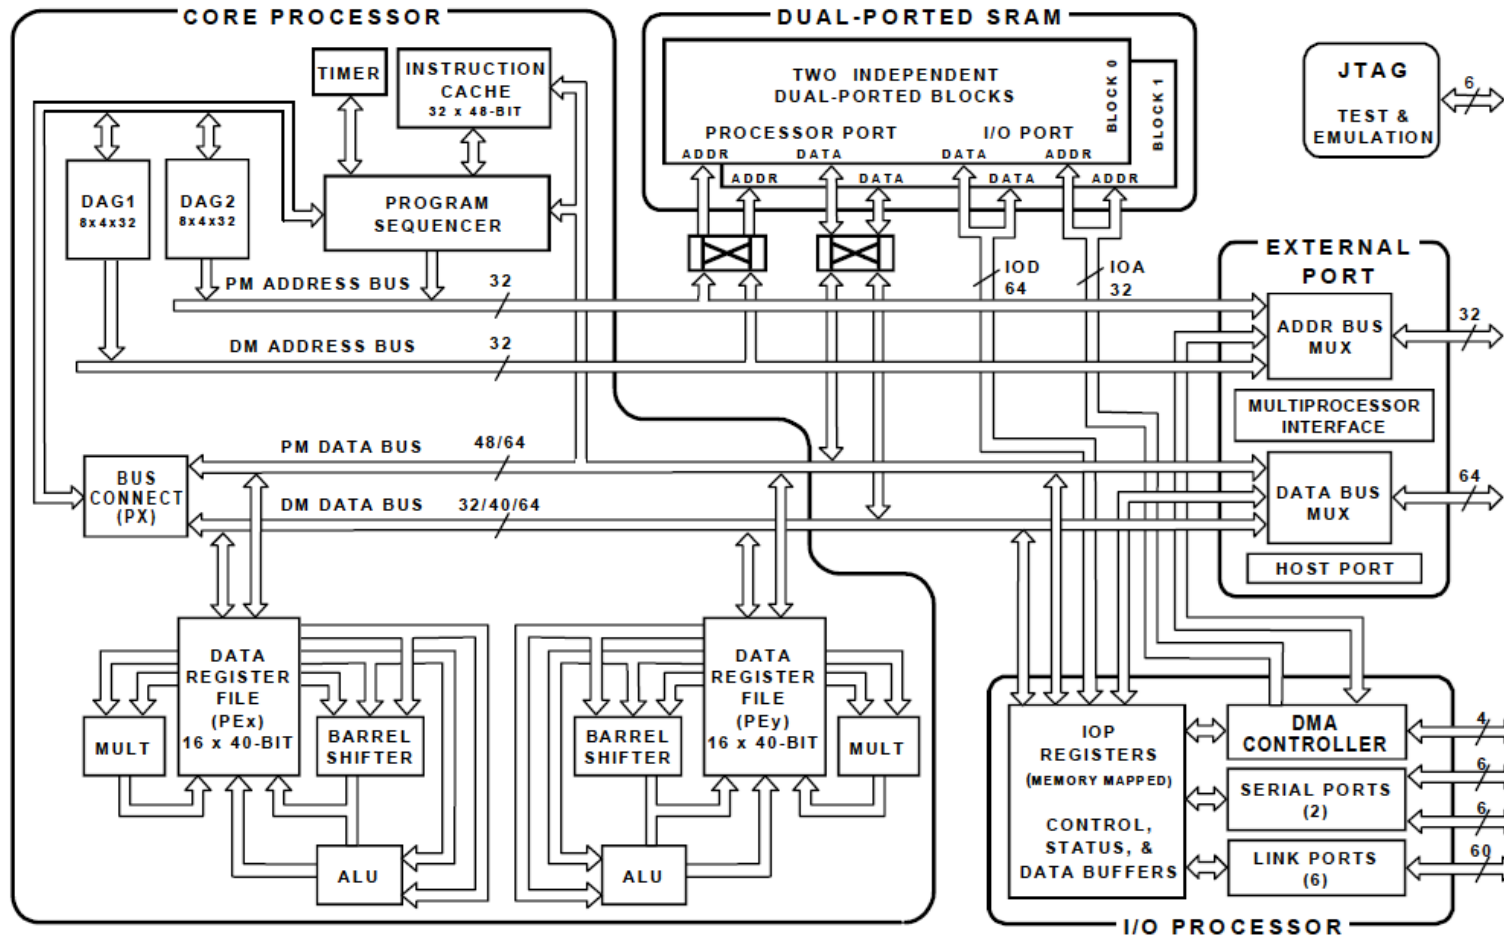 CORE PROCESSOR
TIMER
INSTRUCTION
CACHE
32 x 48-BIT
DAG1
8x4x32
DAG2
8x4x32
PROGRAM
SEQUENCER
PM ADDRESS BUS
32
DM ADDRESS BUS
32
PM DATA BUS
48/64
DM DATA BUS
32/40/64
BUS
CONNECT
(PX)
DATA
REGISTER
FILE
(PEx)
16 x 40-BIT
MULT
BARREL
SHIFTER
ALU
DATA
REGISTER
FILE
(PEy)
16 x 40-BIT
BARREL
SHIFTER
MULT
ALU
DUAL-PORTED SRAM
TWO INDEPENDENT
DUAL-PORTED BLOCKS
BLOCK 0
BLOCK 1
PROCESSOR PORT
I/O PORT
ADDR
DATA
DATA
ADDR
ADDR
DATA
DATA
ADDR
IOD
64
IOA
32
JTAG
TEST &
EMULATION
6
EXTERNAL
PORT
ADDR BUS
MUX
32
MULTIPROCESSOR
INTERFACE
DATA BUS
MUX
64
HOST PORT
IOP
REGISTERS
(MEMORY MAPPED)
CONTROL,
STATUS, &
DATA BUFFERS
DMA
CONTROLLER
4
SERIAL PORTS
(2)
6
6
LINK PORTS
(6)
60
I/O PROCESSOR